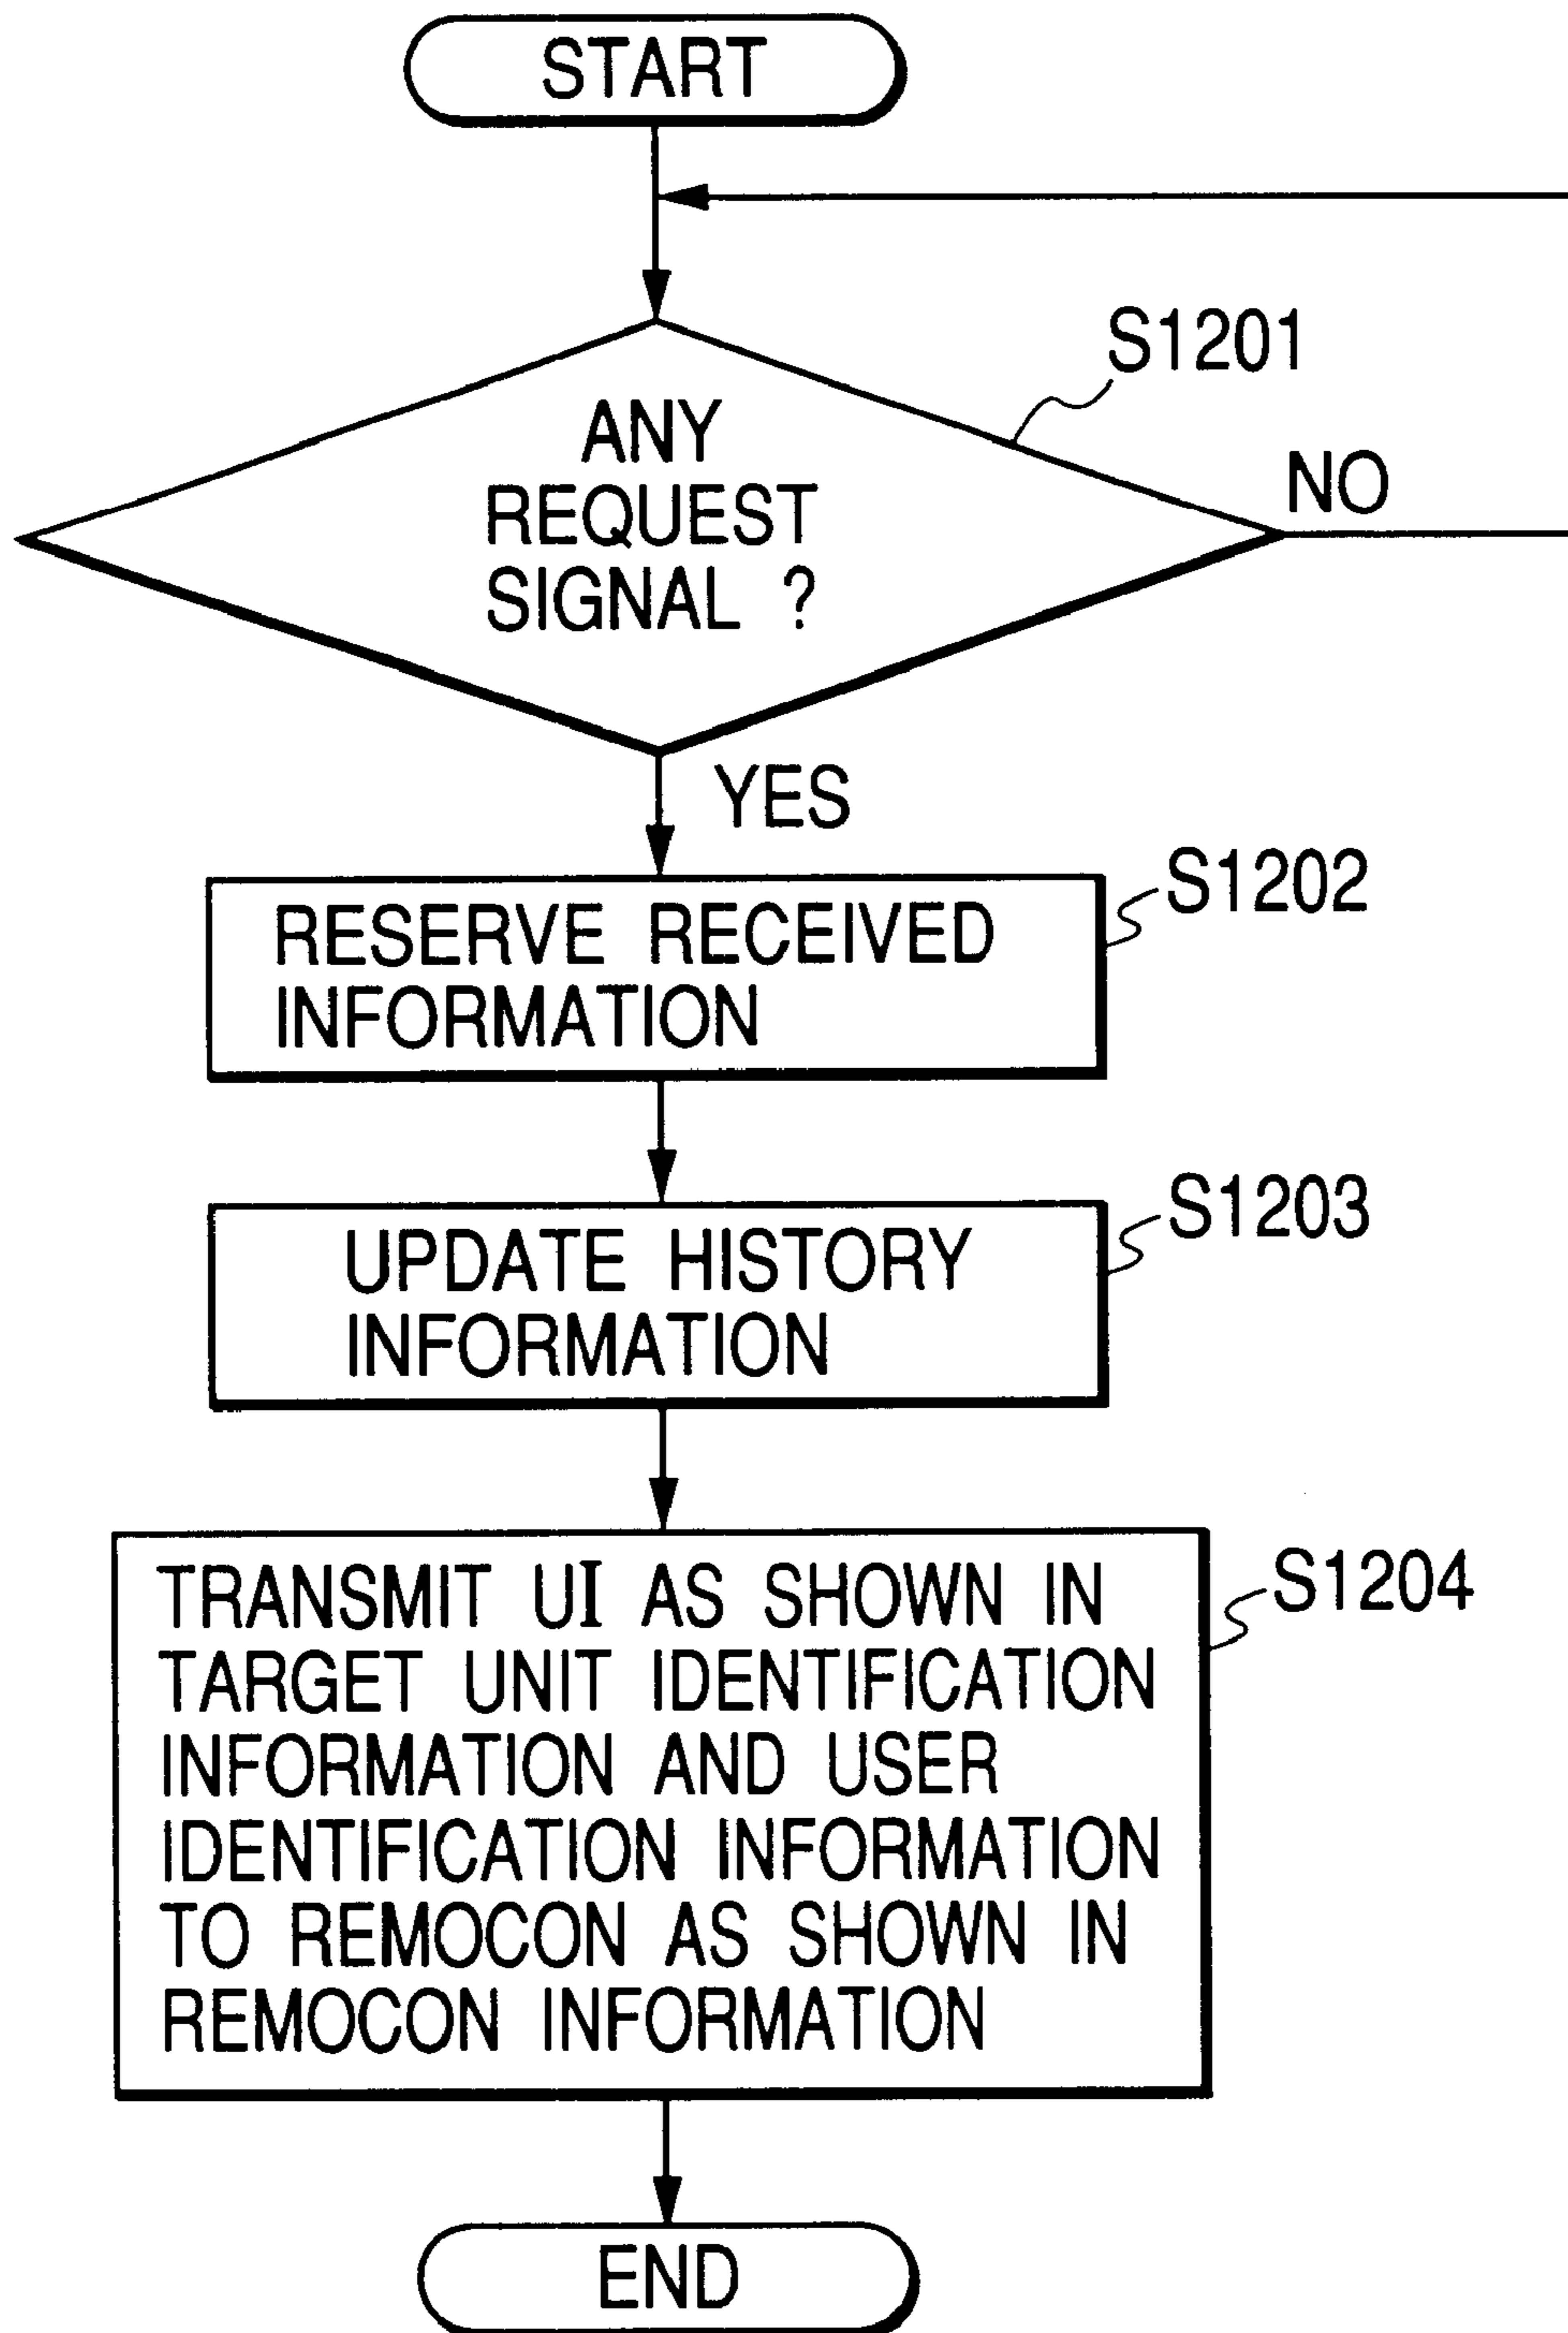 START
S1201
ANY
REQUEST
SIGNAL ?
NO
YES
S1202
RESERVE RECEIVED
INFORMATION
S1203
UPDATE HISTORY
INFORMATION
S1204
TRANSMIT UI AS SHOWN IN
TARGET UNIT IDENTIFICATION
INFORMATION AND USER
IDENTIFICATION INFORMATION
TO REMOCON AS SHOWN IN
REMOCON INFORMATION
END